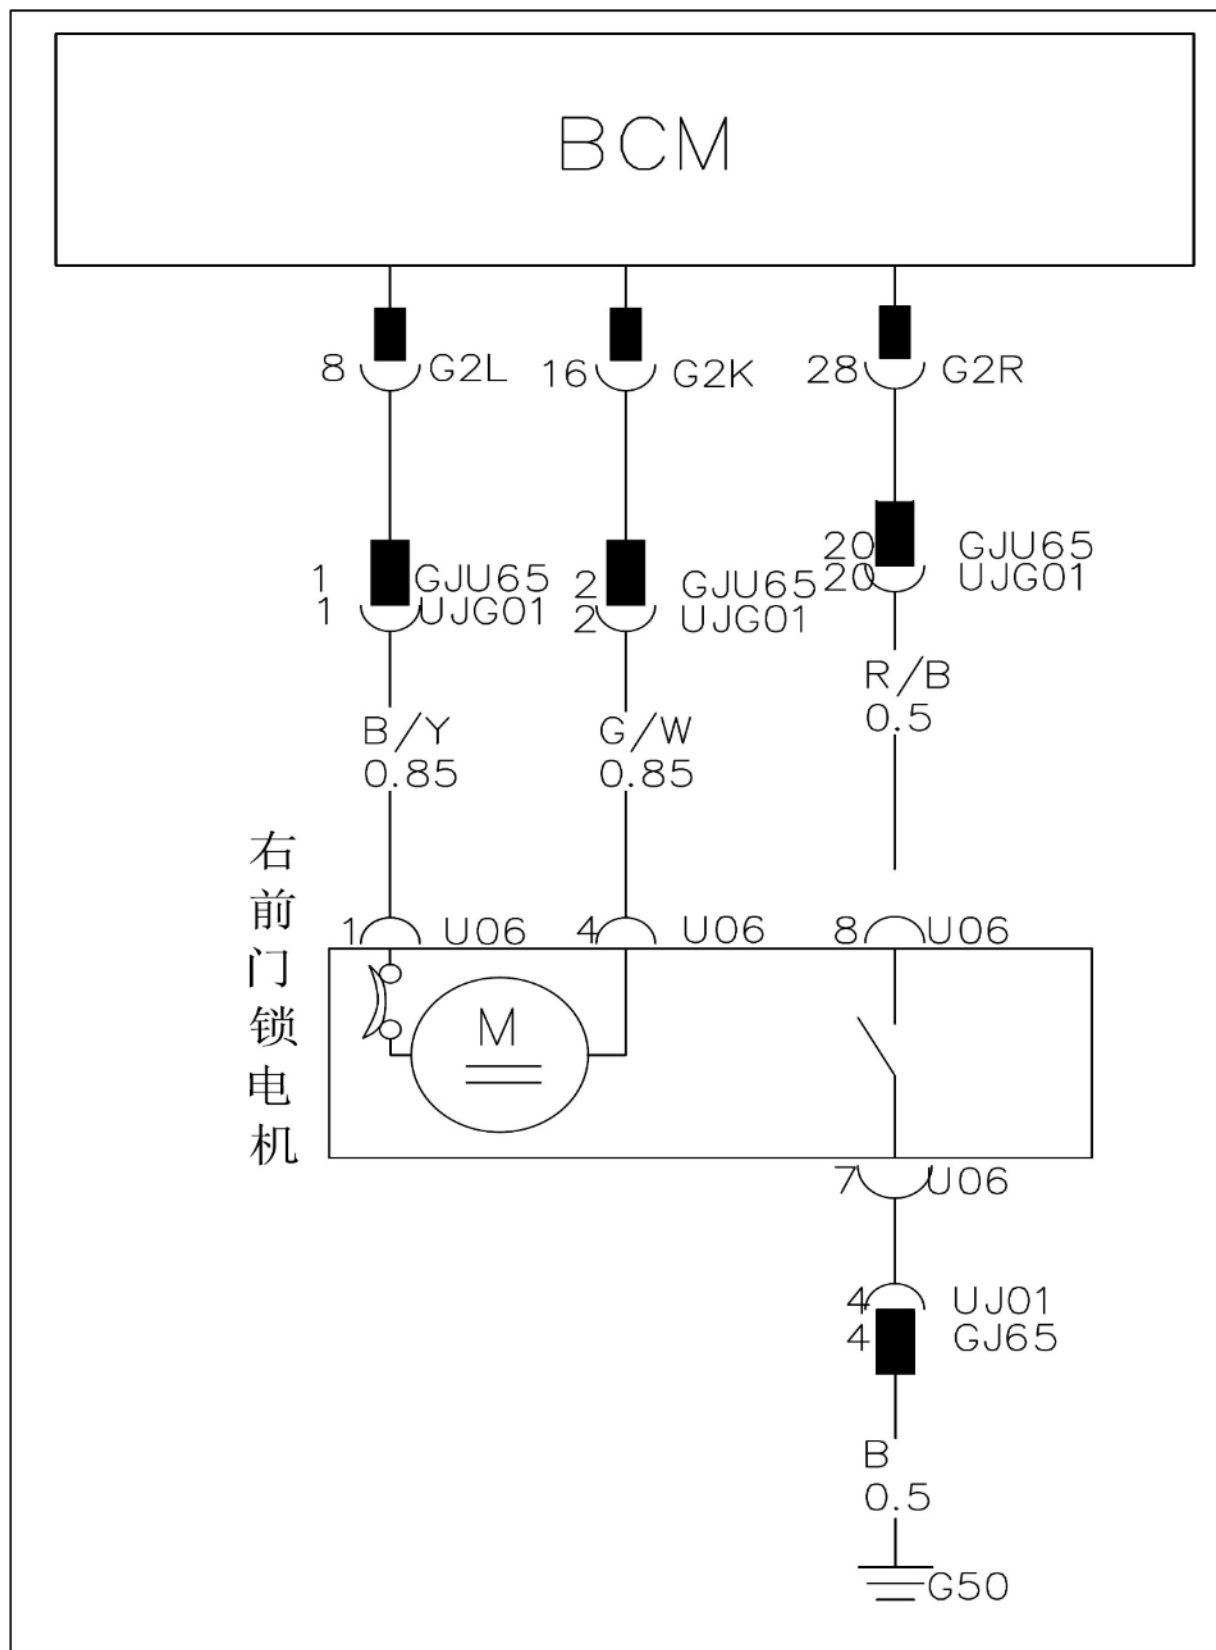 BCM
8 G2L 16 G2K 28 G2R
20 GJU65
20 UJG01
1 GJU65 2 GJU65
1 UJG01 2 UJG01
R/B
0.5
B/Y G/W
0.85 0.85
右前门锁电机
1 U06 4 U06 8 U06
M
7 U06
4 UJ01
4 GJ65
B
0.5
G50